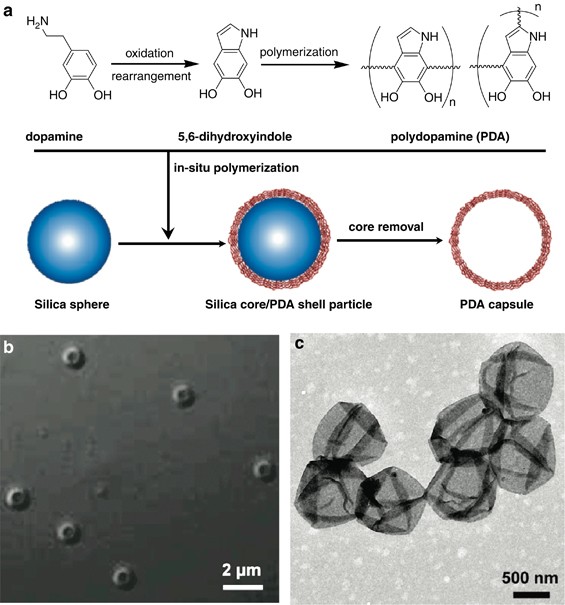 a
H₂N
HO
OH
oxidation
rearrangement
NH
HO
OH
polymerization
NH
HO
OH
n
n
NH
HO
OH
dopamine
5,6-dihydroxyindole
polydopamine (PDA)
in-situ polymerization
core removal
Silica sphere
Silica core/PDA shell particle
PDA capsule
b
2 µm
c
500 nm